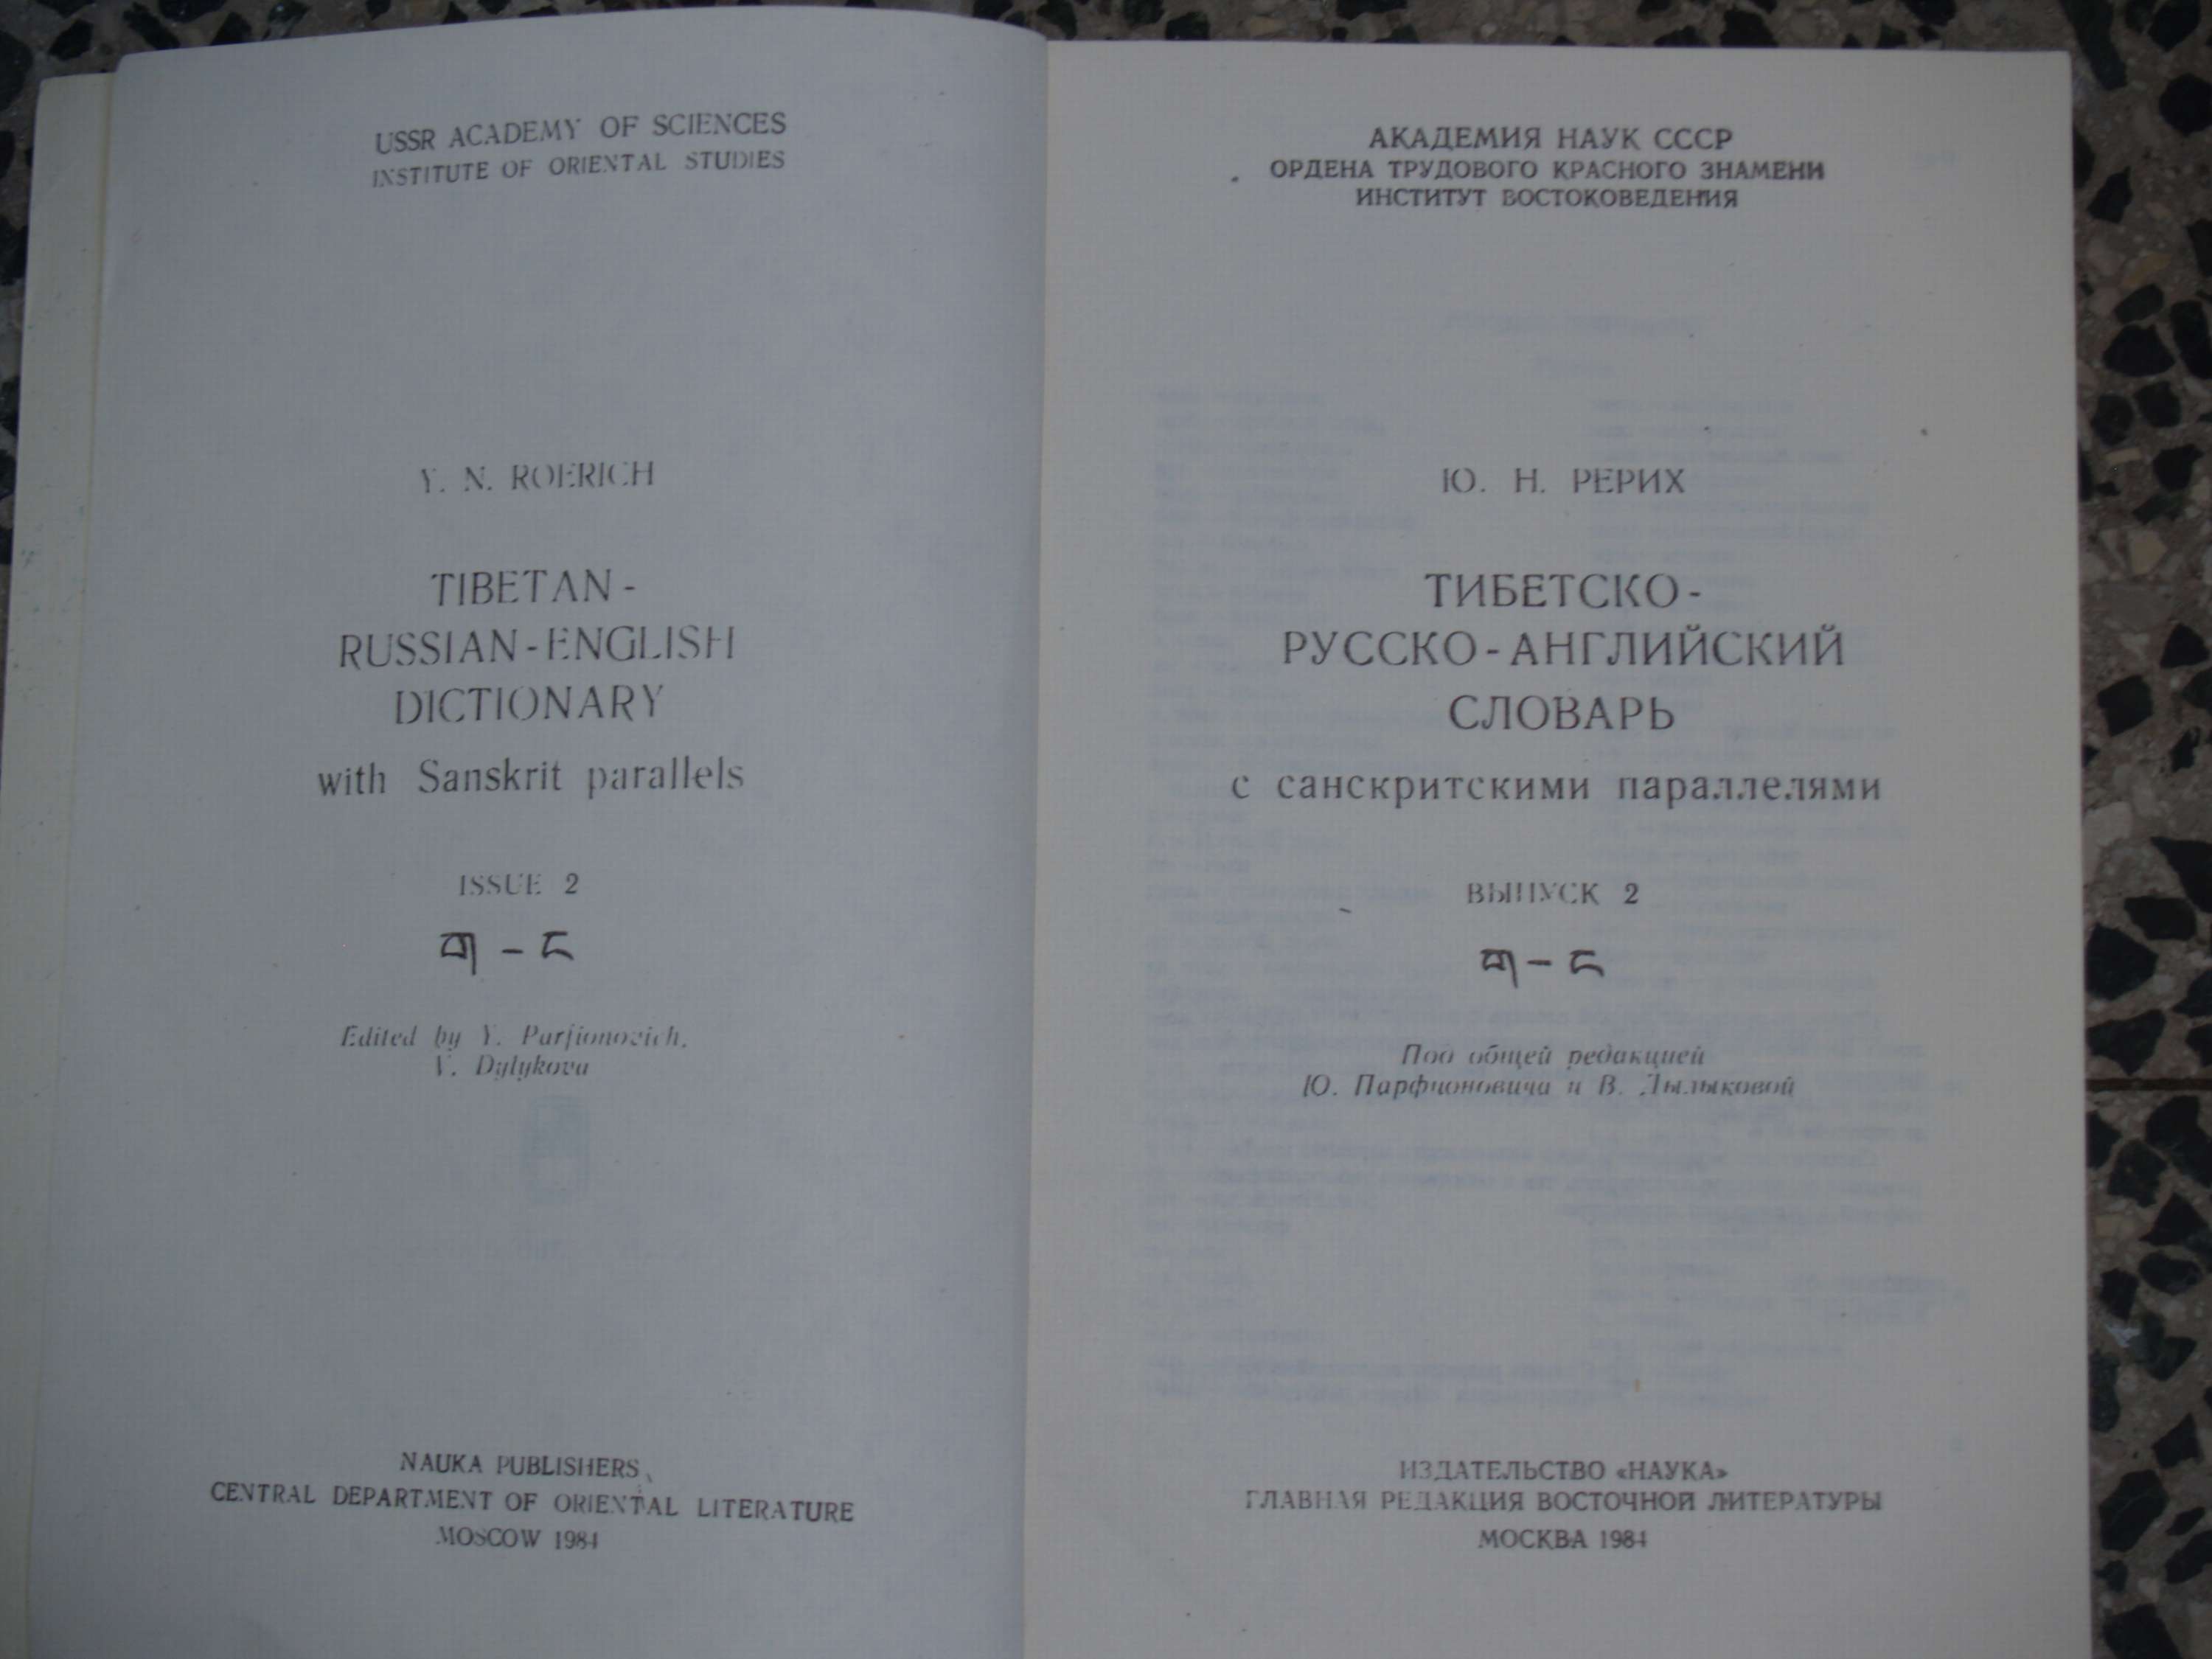 USSR ACADEMY OF SCIENCES
INSTITUTE OF ORIENTAL STUDIES
Y. N. ROERICH
TIBETAN-
RUSSIAN-ENGLISH
DICTIONARY
with Sanskrit parallels
ISSUE 2
ག – ང
Edited by Y. Parfionovich,
V. Dylykova
NAUKA PUBLISHERS,
CENTRAL DEPARTMENT OF ORIENTAL LITERATURE
MOSCOW 1984
АКАДЕМИЯ НАУК СССР
ОРДЕНА ТРУДОВОГО КРАСНОГО ЗНАМЕНИ
ИНСТИТУТ ВОСТОКОВЕДЕНИЯ
Ю. Н. РЕРИХ
ТИБЕТСКО-
РУССКО-АНГЛИЙСКИЙ
СЛОВАРЬ
с санскритскими параллелями
ВЫПУСК 2
ག – ང
Под общей редакцией
Ю. Парфионовича и В. Дылыковой
ИЗДАТЕЛЬСТВО «НАУКА»
ГЛАВНАЯ РЕДАКЦИЯ ВОСТОЧНОЙ ЛИТЕРАТУРЫ
МОСКВА 1984